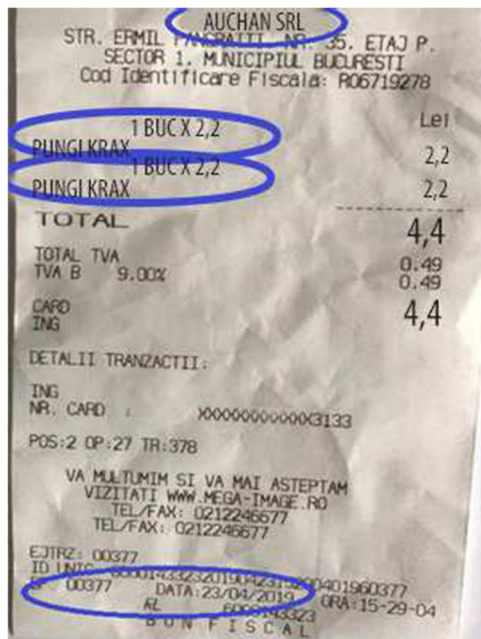 AUCHAN SRL
STR. ERMIL PANGRATTI, NR. 35. ETAJ P.
SECTOR 1. MUNICIPIUL BUCURESTI
Cod Identificare Fiscala: RO6719278
Lei
1 BUC X 2,2
PUNGI KRAX 2,2
1 BUC X 2,2
PUNGI KRAX 2,2
TOTAL 4,4
TOTAL TVA 0.49
TVA B 9.00% 0.49
CARD 4,4
ING
DETALII TRANZACTII:
ING
NR. CARD : XXXXXXXXXXXX3133
POS:2 OP:27 TR:378
VA MULTUMIM SI VA MAI ASTEPTAM
VIZITATI WWW.MEGA-IMAGE.RO
TEL/FAX: 0212246677
TEL/FAX: 0212246677
EJTRZ: 00377
ID UNIC:
00377 DATA:23/04/2019 ORA:15-29-04
BON FISCAL